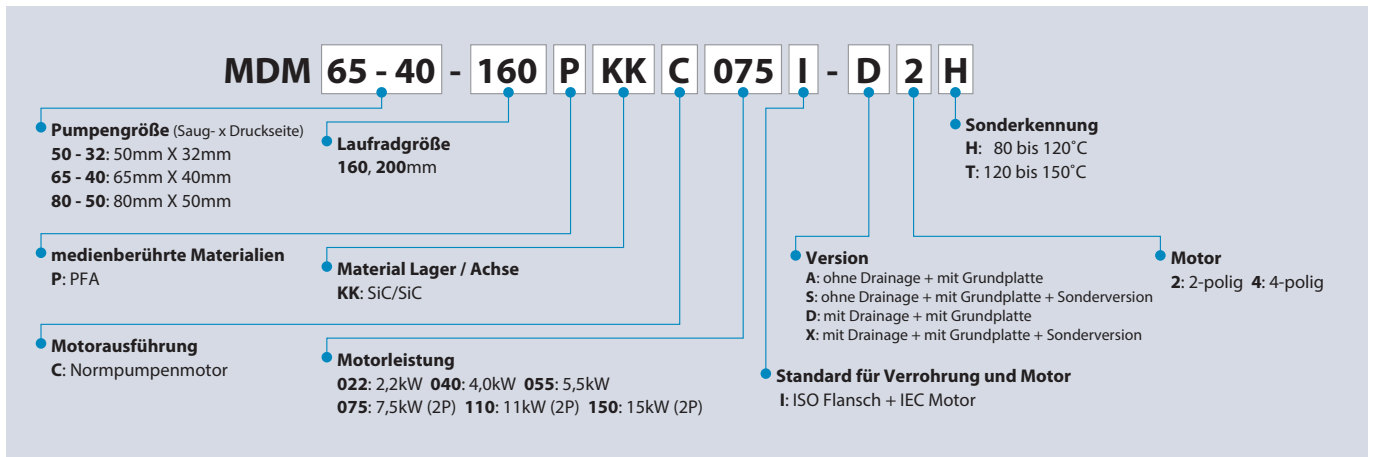 MDM 65 - 40 - 160 P KK C 075 I - D 2 H
Pumpengröße (Saug- x Druckseite)
50 - 32: 50mm X 32mm
65 - 40: 65mm X 40mm
80 - 50: 80mm X 50mm
Laufradgröße
160, 200mm
Sonderkennung
H: 80 bis 120˚C
T: 120 bis 150˚C
medienberührte Materialien
P: PFA
Material Lager / Achse
KK: SiC/SiC
Version
A: ohne Drainage + mit Grundplatte
S: ohne Drainage + mit Grundplatte + Sonderversion
D: mit Drainage + mit Grundplatte
X: mit Drainage + mit Grundplatte + Sonderversion
Motor
2: 2-polig 4: 4-polig
Motorausführung
C: Normpumpenmotor
Motorleistung
022: 2,2kW 040: 4,0kW 055: 5,5kW
075: 7,5kW (2P) 110: 11kW (2P) 150: 15kW (2P)
Standard für Verrohrung und Motor
I: ISO Flansch + IEC Motor